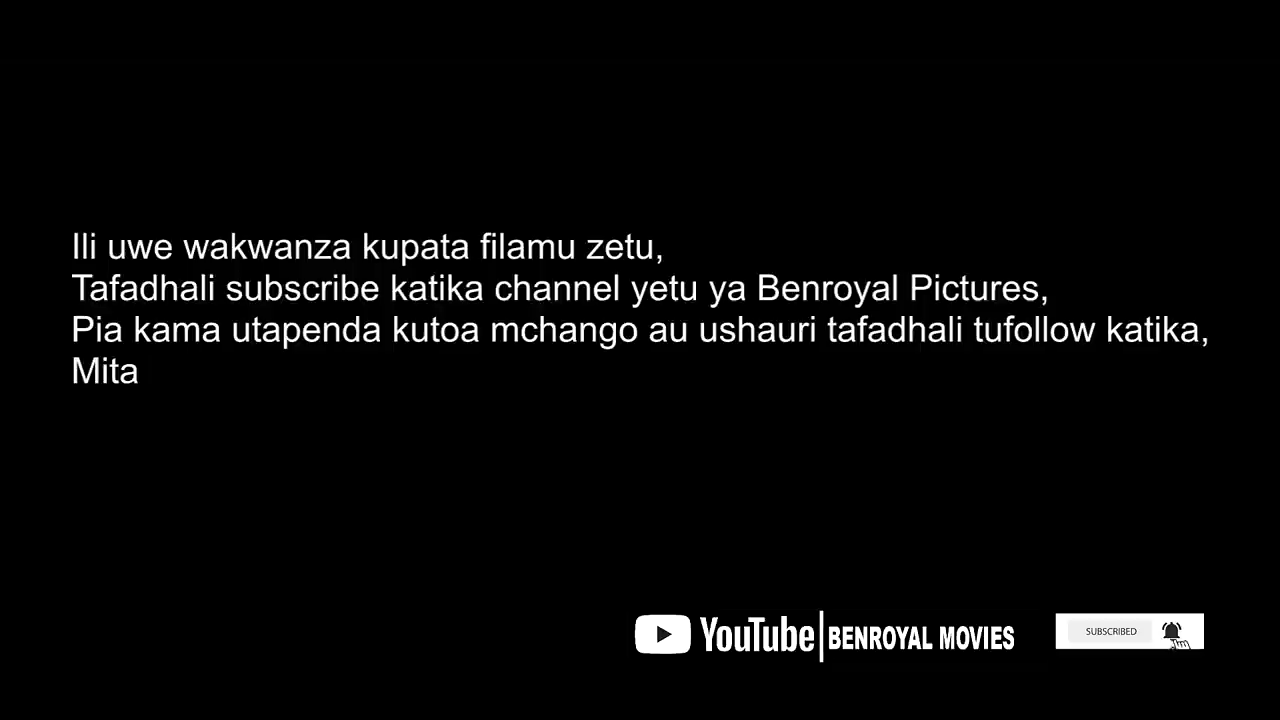 Ili uwe wakwanza kupata filamu zetu,
Tafadhali subscribe katika channel yetu ya Benroyal Pictures,
Pia kama utapenda kutoa mchango au ushauri tafadhali tufollow katika,
Mita
YouTube BENROYAL MOVIES
SUBSCRIBED